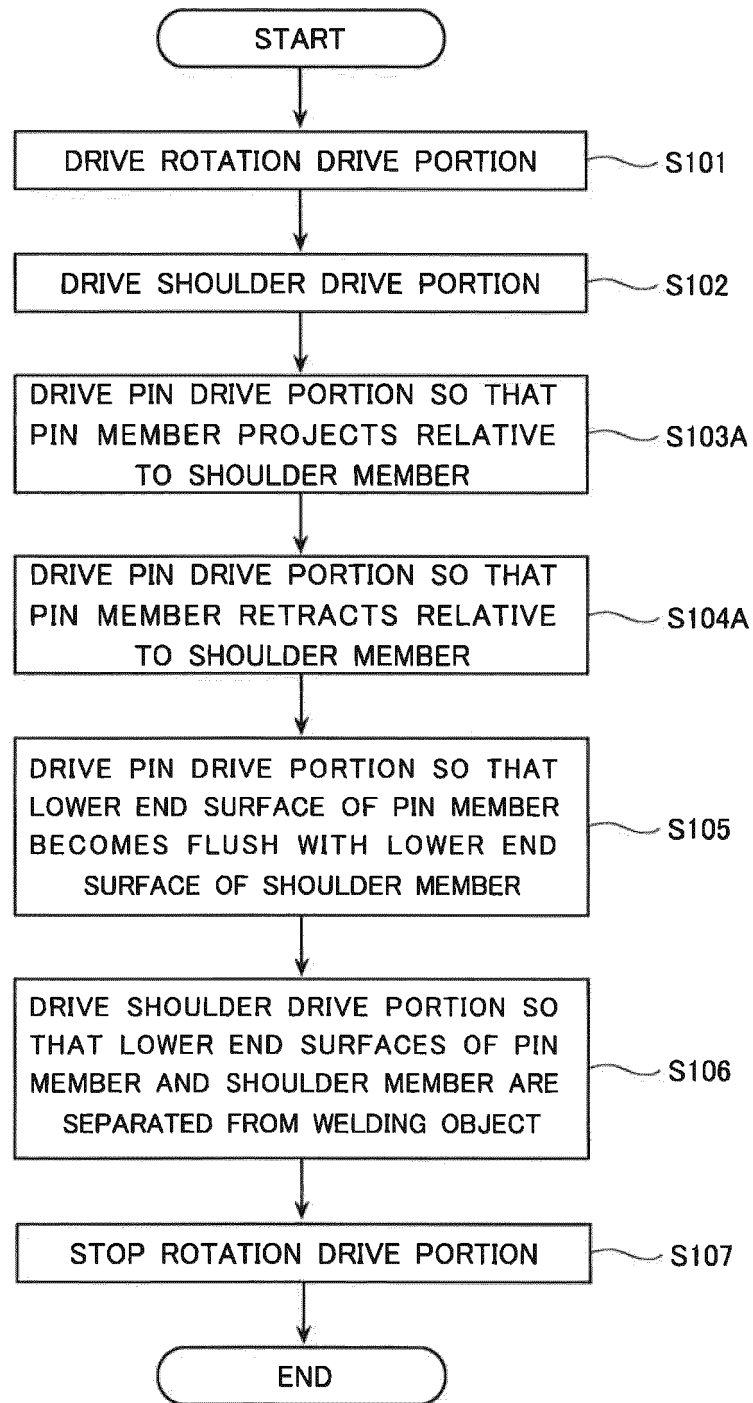 START
DRIVE ROTATION DRIVE PORTION
S101
DRIVE SHOULDER DRIVE PORTION
S102
DRIVE PIN DRIVE PORTION SO THAT
PIN MEMBER PROJECTS RELATIVE
TO SHOULDER MEMBER
S103A
DRIVE PIN DRIVE PORTION SO THAT
PIN MEMBER RETRACTS RELATIVE
TO SHOULDER MEMBER
S104A
DRIVE PIN DRIVE PORTION SO THAT
LOWER END SURFACE OF PIN MEMBER
BECOMES FLUSH WITH LOWER END
SURFACE OF SHOULDER MEMBER
S105
DRIVE SHOULDER DRIVE PORTION SO
THAT LOWER END SURFACES OF PIN
MEMBER AND SHOULDER MEMBER ARE
SEPARATED FROM WELDING OBJECT
S106
STOP ROTATION DRIVE PORTION
S107
END